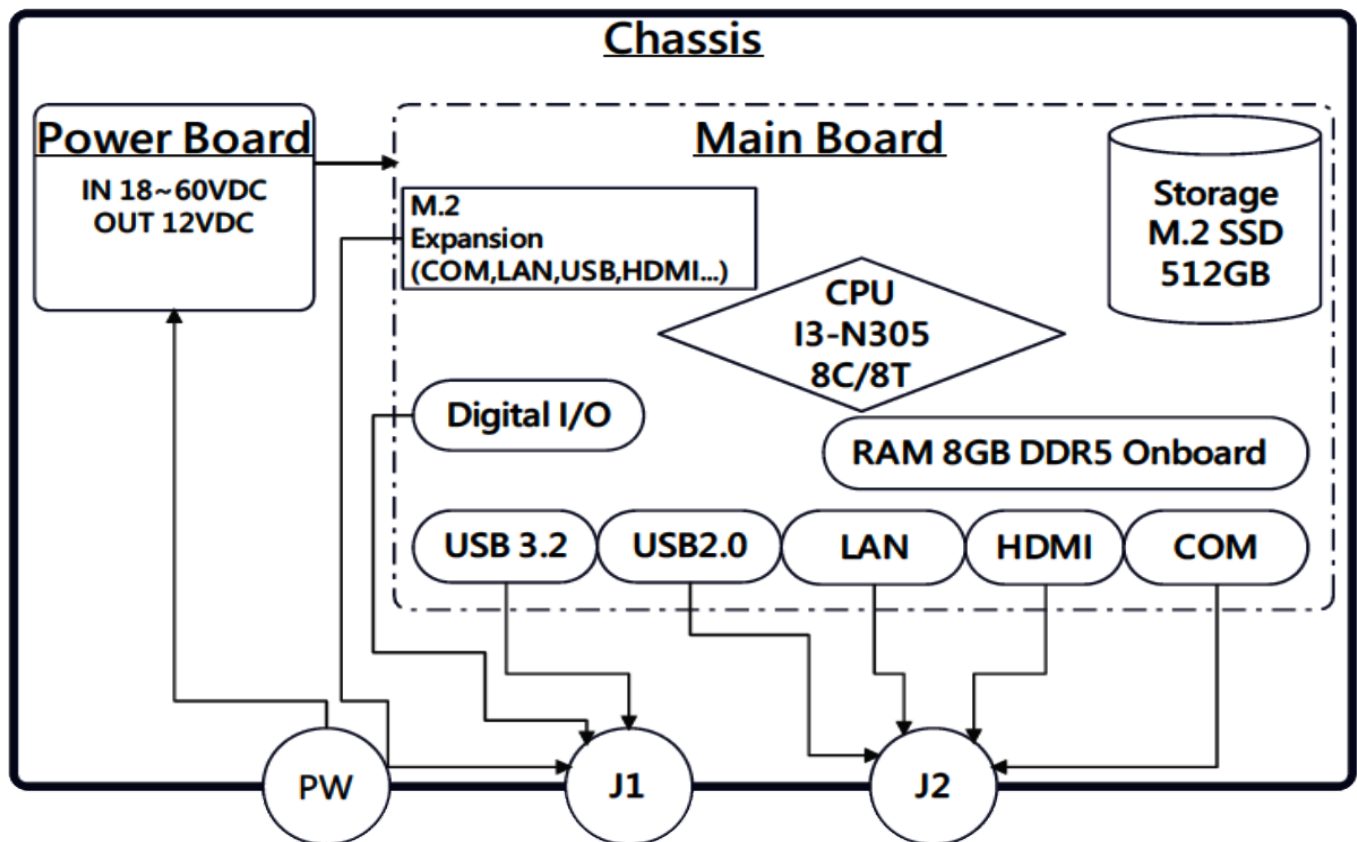 Chassis
Power Board
IN 18~60VDC
OUT 12VDC
Main Board
M.2
Expansion
(COM,LAN,USB,HDMI...)
Storage
M.2 SSD
512GB
CPU
I3-N305
8C/8T
Digital I/O
RAM 8GB DDR5 Onboard
USB 3.2
USB2.0
LAN
HDMI
COM
PW
J1
J2